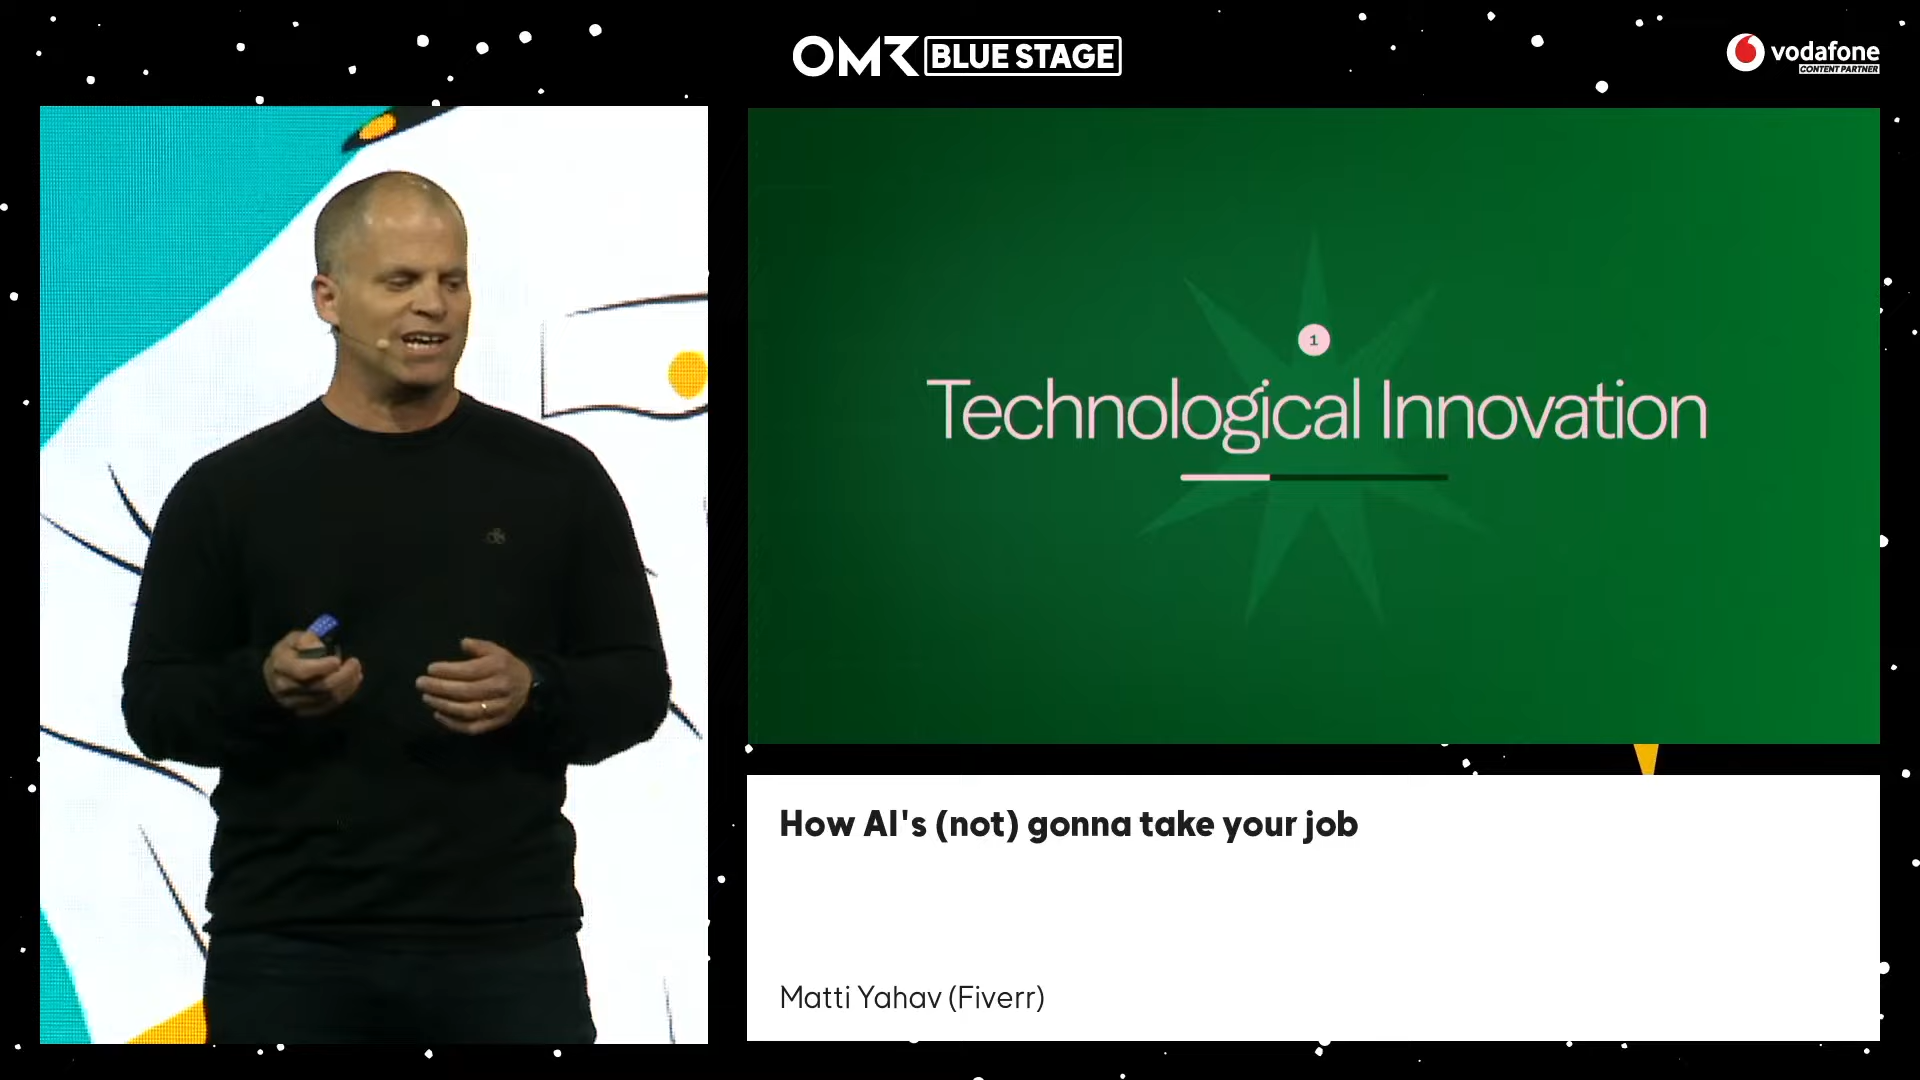 OMR BLUE STAGE
vodafone
CONTENT PARTNER
1
Technological Innovation
How AI's (not) gonna take your job
Matti Yahav (Fiverr)